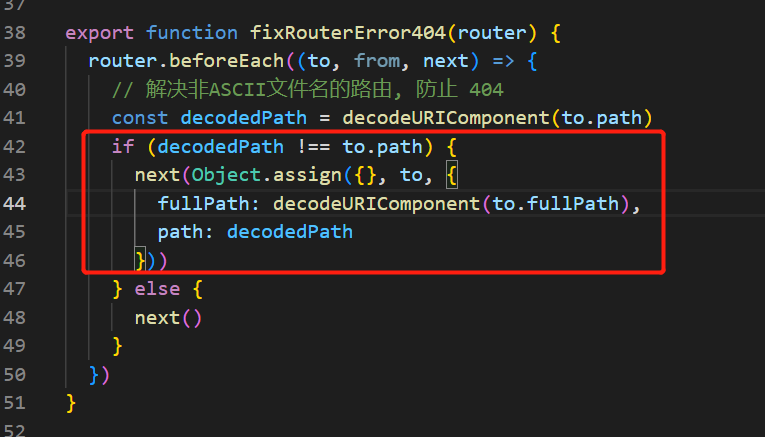 37
38 export function fixRouterError404(router) {
39 router.beforeEach((to, from, next) => {
40 // 解决非ASCII文件名的路由, 防止 404
41 const decodedPath = decodeURIComponent(to.path)
42 if (decodedPath !== to.path) {
43 next(Object.assign({}, to, {
44 fullPath: decodeURIComponent(to.fullPath),
45 path: decodedPath
46 }))
47 } else {
48 next()
49 }
50 })
51 }
52